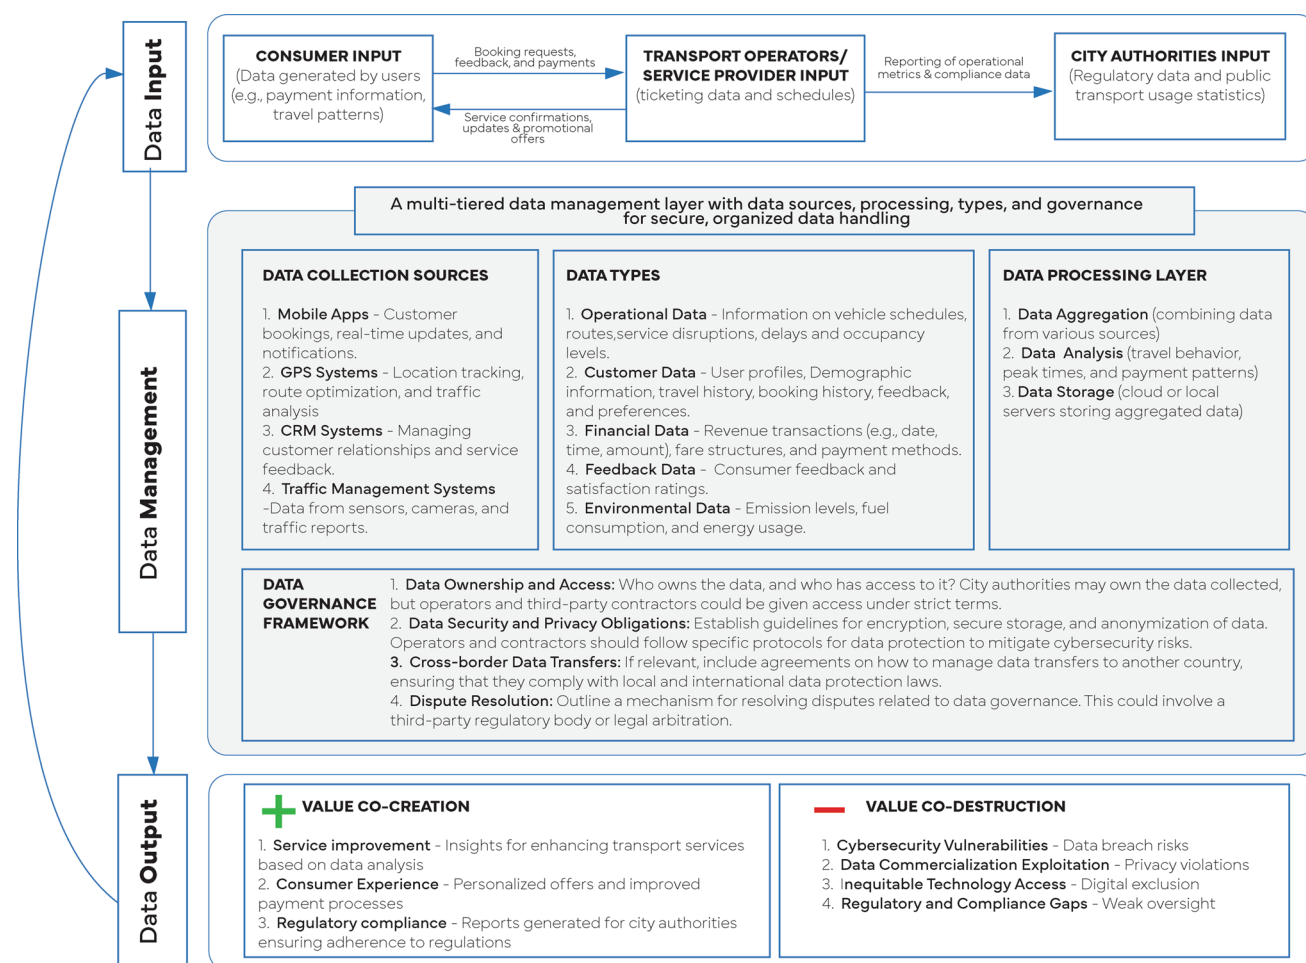 Data Input
CONSUMER INPUT
(Data generated by users
(e.g., payment information,
travel patterns)
Booking requests,
feedback, and payments
Service confirmations,
updates & promotional
offers
TRANSPORT OPERATORS/
SERVICE PROVIDER INPUT
(ticketing data and schedules)
Reporting of operational
metrics & compliance data
CITY AUTHORITIES INPUT
(Regulatory data and public
transport usage statistics)
Data Management
A multi-tiered data management layer with data sources, processing, types, and governance
for secure, organized data handling
DATA COLLECTION SOURCES
1. Mobile Apps - Customer
bookings, real-time updates, and
notifications.
2. GPS Systems - Location tracking,
route optimization, and traffic
analysis
3. CRM Systems - Managing
customer relationships and service
feedback.
4. Traffic Management Systems
-Data from sensors, cameras, and
traffic reports.
DATA TYPES
1. Operational Data - Information on vehicle schedules,
routes,service disruptions, delays and occupancy
levels.
2. Customer Data - User profiles, Demographic
information, travel history, booking history, feedback,
and preferences.
3. Financial Data - Revenue transactions (e.g., date,
time, amount), fare structures, and payment methods.
4. Feedback Data - Consumer feedback and
satisfaction ratings.
5. Environmental Data - Emission levels, fuel
consumption, and energy usage.
DATA PROCESSING LAYER
1. Data Aggregation (combining data
from various sources)
2. Data Analysis (travel behavior,
peak times, and payment patterns)
3. Data Storage (cloud or local
servers storing aggregated data)
DATA
GOVERNANCE
FRAMEWORK
1. Data Ownership and Access: Who owns the data, and who has access to it? City authorities may own the data collected,
but operators and third-party contractors could be given access under strict terms.
2. Data Security and Privacy Obligations: Establish guidelines for encryption, secure storage, and anonymization of data.
Operators and contractors should follow specific protocols for data protection to mitigate cybersecurity risks.
3. Cross-border Data Transfers: If relevant, include agreements on how to manage data transfers to another country,
ensuring that they comply with local and international data protection laws.
4. Dispute Resolution: Outline a mechanism for resolving disputes related to data governance. This could involve a
third-party regulatory body or legal arbitration.
Data Output
VALUE CO-CREATION
1. Service improvement - Insights for enhancing transport services
based on data analysis
2. Consumer Experience - Personalized offers and improved
payment processes
3. Regulatory compliance - Reports generated for city authorities
ensuring adherence to regulations
VALUE CO-DESTRUCTION
1. Cybersecurity Vulnerabilities - Data breach risks
2. Data Commercialization Exploitation - Privacy violations
3. Inequitable Technology Access - Digital exclusion
4. Regulatory and Compliance Gaps - Weak oversight